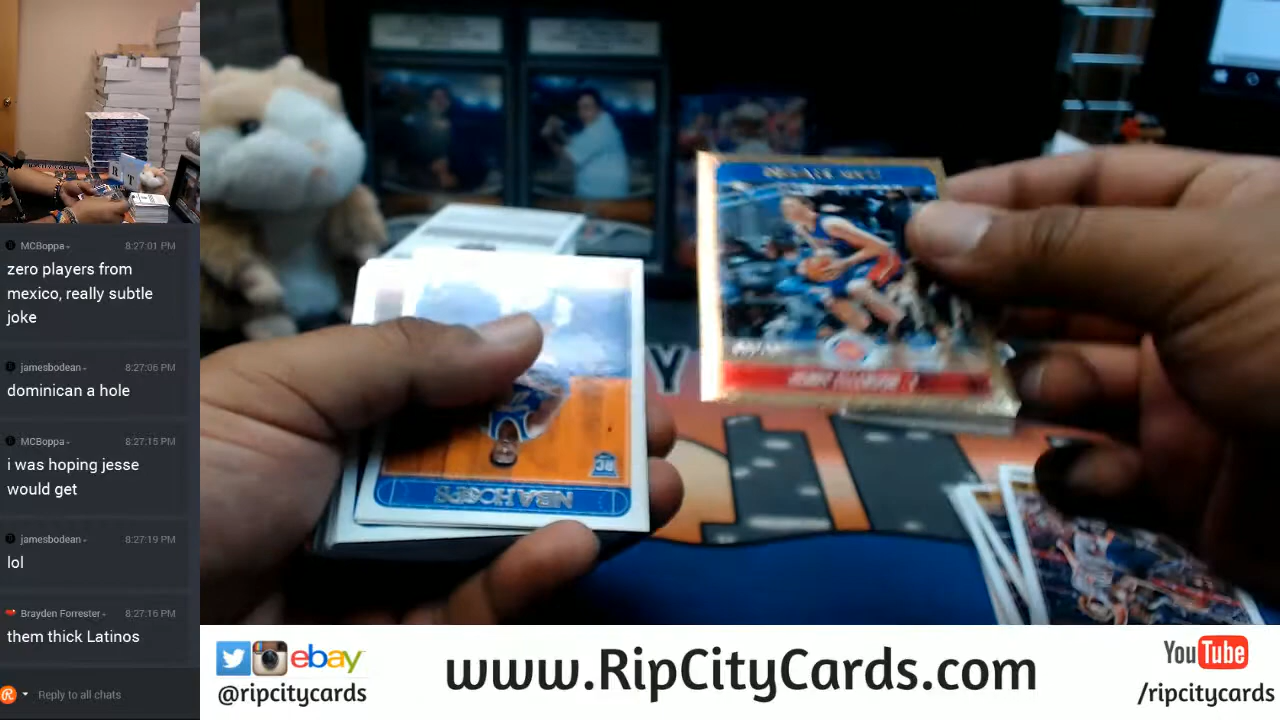 MCBoppa
8:27:01 PM
zero players from
mexico, really subtle
joke
jamesbodean
8:27:06 PM
dominican a hole
MCBoppa
8:27:15 PM
i was hoping jesse
would get
jamesbodean
8:27:19 PM
lol
Brayden Forrester
8:27:16 PM
them thick Latinos
Reply to all chats
NBA HOOPS
RC
Y
@ripcitycards
ebay
www.RipCityCards.com
YouTube
/ripcitycards